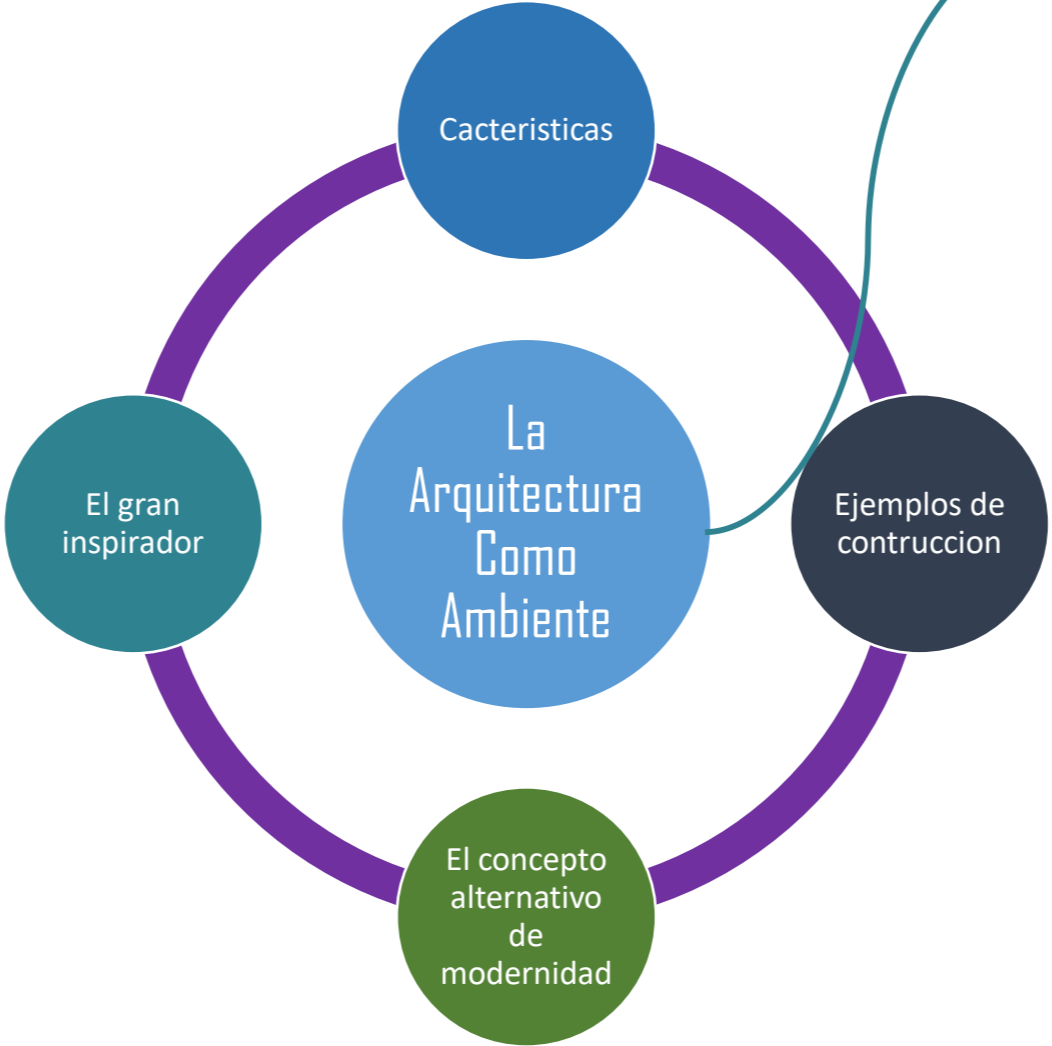 Cacteristicas
La
Arquitectura
Como
Ambiente
El gran
inspirador
Ejemplos de
contruccion
El concepto
alternativo
de
modernidad